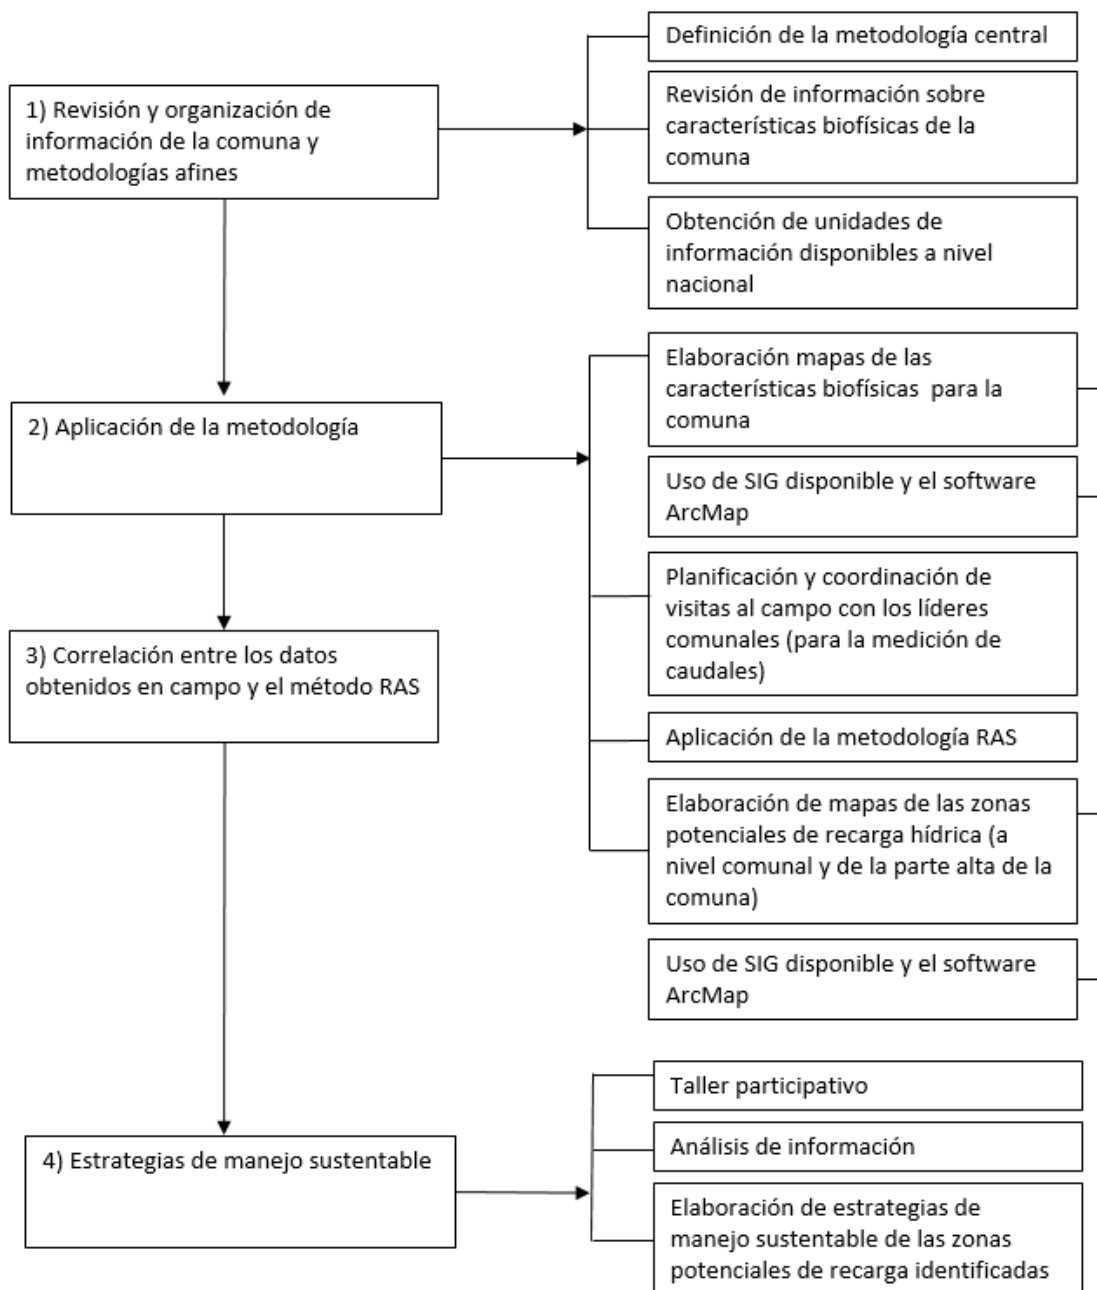 1) Revisión y organización de
información de la comuna y
metodologías afines
Definición de la metodología central
Revisión de información sobre
características biofísicas de la
comuna
Obtención de unidades de
información disponibles a nivel
nacional
2) Aplicación de la metodología
Elaboración mapas de las
características biofísicas para la
comuna
Uso de SIG disponible y el software
ArcMap
Planificación y coordinación de
visitas al campo con los líderes
comunales (para la medición de
caudales)
Aplicación de la metodología RAS
Elaboración de mapas de las zonas
potenciales de recarga hídrica (a
nivel comunal y de la parte alta de la
comuna)
Uso de SIG disponible y el software
ArcMap
3) Correlación entre los datos
obtenidos en campo y el método RAS
4) Estrategias de manejo sustentable
Taller participativo
Análisis de información
Elaboración de estrategias de
manejo sustentable de las zonas
potenciales de recarga identificadas